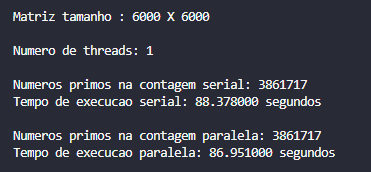 Matriz tamanho : 6000 X 6000
Numero de threads: 1
Numeros primos na contagem serial: 3861717
Tempo de execucao serial: 88.378000 segundos
Numeros primos na contagem paralela: 3861717
Tempo de execucao paralela: 86.951000 segundos